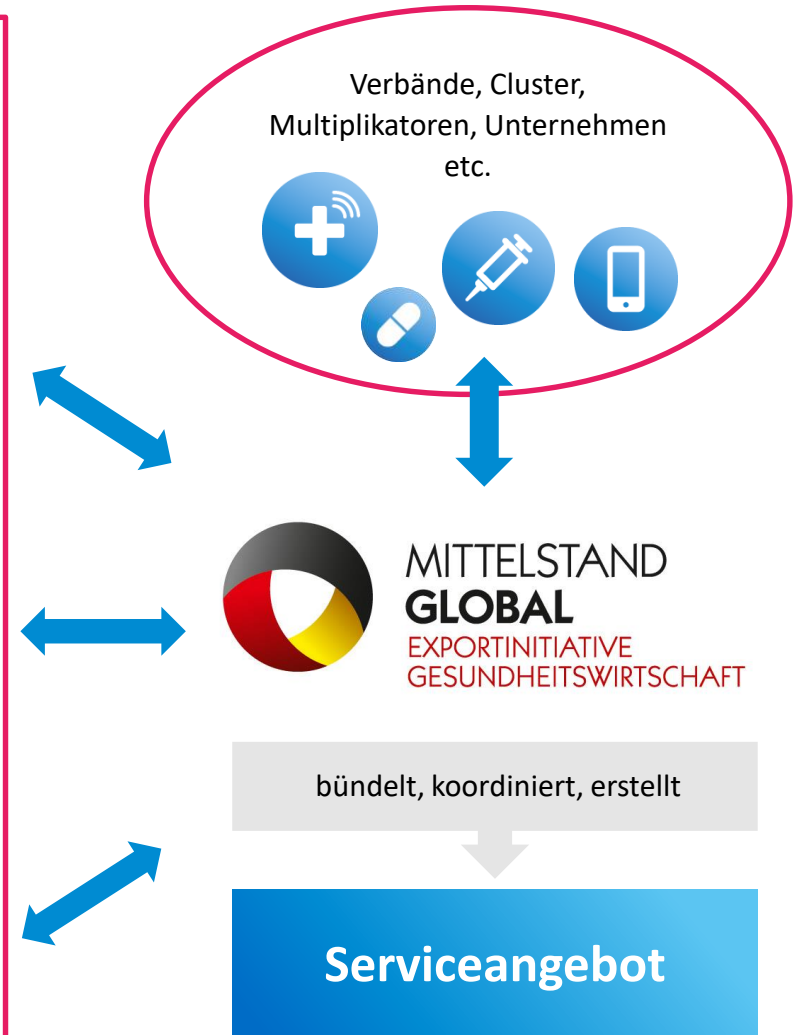 Verbände, Cluster,
Multiplikatoren, Unternehmen
etc.
MITTELSTAND
GLOBAL
EXPORTINITIATIVE
GESUNDHEITSWIRTSCHAFT
bündelt, koordiniert, erstellt
Serviceangebot